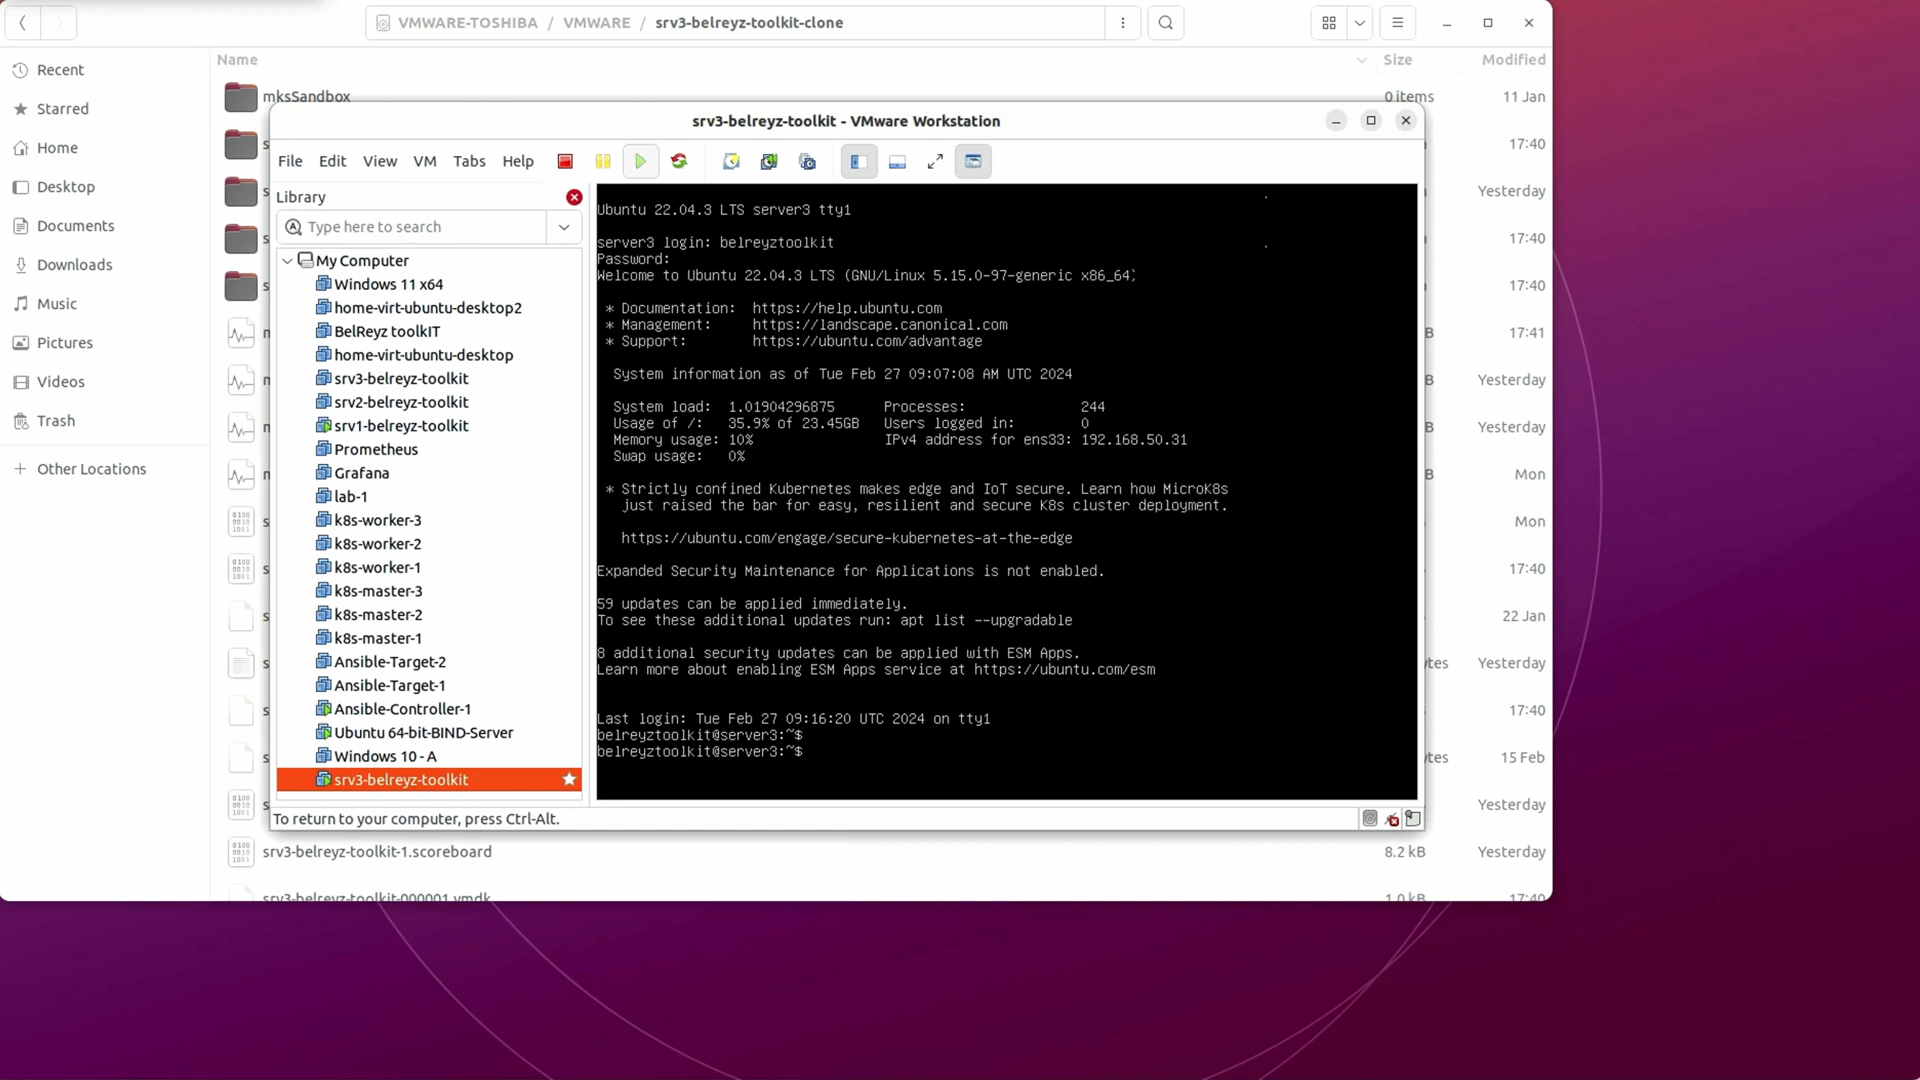 VMWARE-TOSHIBA / VMWARE / srv3-belreyz-toolkit-clone
Name Size Modified
Recent
Starred
Home
Desktop
Documents
Downloads
Music
Pictures
Videos
Trash
Other Locations
mksSandbox 0 items 11 Jan
17:40
Yesterday
17:40
17:40
17:41
Yesterday
Yesterday
Mon
Mon
17:40
22 Jan
Yesterday
17:40
15 Feb
Yesterday
srv3-belreyz-toolkit - VMware Workstation
File Edit View VM Tabs Help
Library
Type here to search
My Computer
Windows 11 x64
home-virt-ubuntu-desktop2
BelReyz toolkIT
home-virt-ubuntu-desktop
srv3-belreyz-toolkit
srv2-belreyz-toolkit
srv1-belreyz-toolkit
Prometheus
Grafana
lab-1
k8s-worker-3
k8s-worker-2
k8s-worker-1
k8s-master-3
k8s-master-2
k8s-master-1
Ansible-Target-2
Ansible-Target-1
Ansible-Controller-1
Ubuntu 64-bit-BIND-Server
Windows 10 - A
srv3-belreyz-toolkit
Ubuntu 22.04.3 LTS server3 tty1
server3 login: belreyztoolkit
Password:
Welcome to Ubuntu 22.04.3 LTS (GNU/Linux 5.15.0-97-generic x86_64)
* Documentation: https://help.ubuntu.com
* Management: https://landscape.canonical.com
* Support: https://ubuntu.com/advantage
System information as of Tue Feb 27 09:07:08 AM UTC 2024
System load: 1.01904296875 Processes: 244
Usage of /: 35.9% of 23.45GB Users logged in: 0
Memory usage: 10% IPv4 address for ens33: 192.168.50.31
Swap usage: 0%
* Strictly confined Kubernetes makes edge and IoT secure. Learn how MicroK8s
just raised the bar for easy, resilient and secure K8s cluster deployment.
https://ubuntu.com/engage/secure-kubernetes-at-the-edge
Expanded Security Maintenance for Applications is not enabled.
59 updates can be applied immediately.
To see these additional updates run: apt list --upgradable
8 additional security updates can be applied with ESM Apps.
Learn more about enabling ESM Apps service at https://ubuntu.com/esm
Last login: Tue Feb 27 09:16:20 UTC 2024 on tty1
belreyztoolkit@server3:~$
belreyztoolkit@server3:~$
To return to your computer, press Ctrl-Alt.
srv3-belreyz-toolkit-1.scoreboard 8.2 kB Yesterday
srv3-belreyz-toolkit-000001.vmdk 1.0 kB 17:40